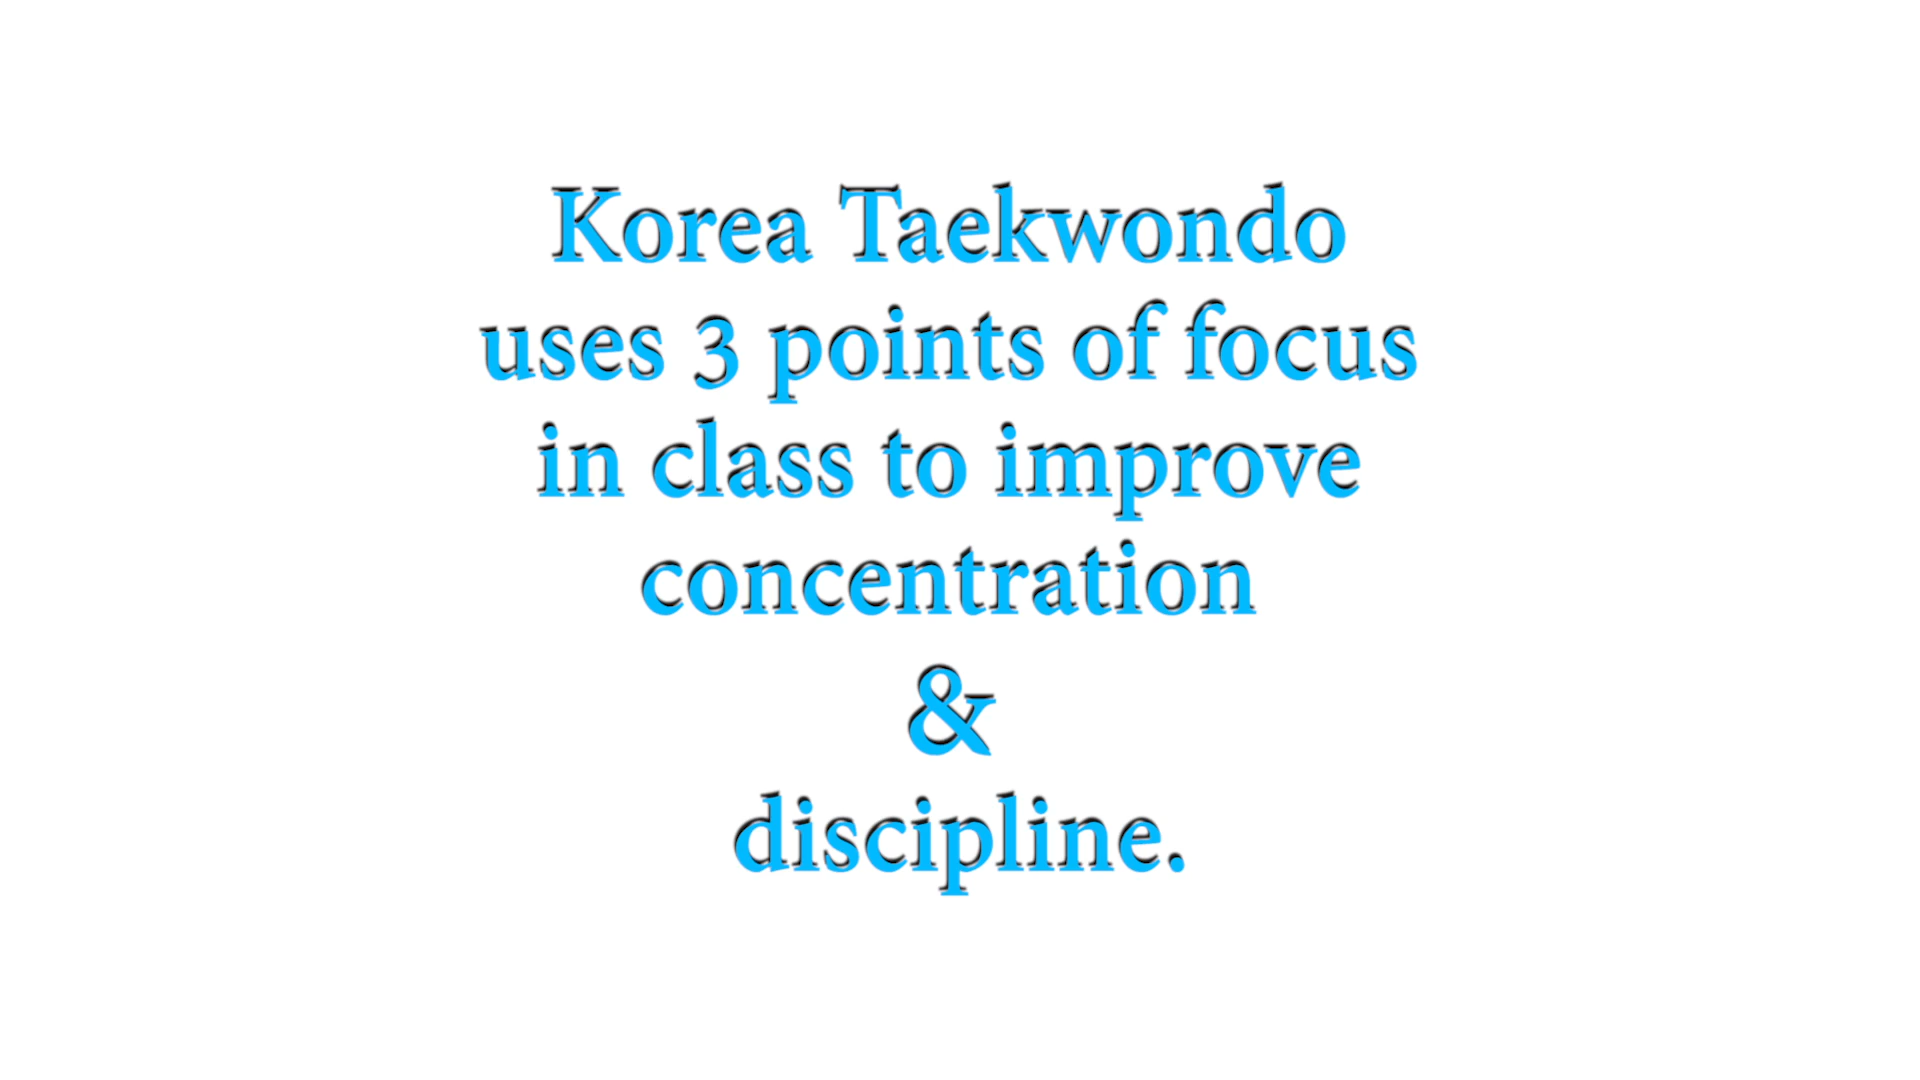 Korea Taekwondo
uses 3 points of focus
in class to improve
concentration
&
discipline.